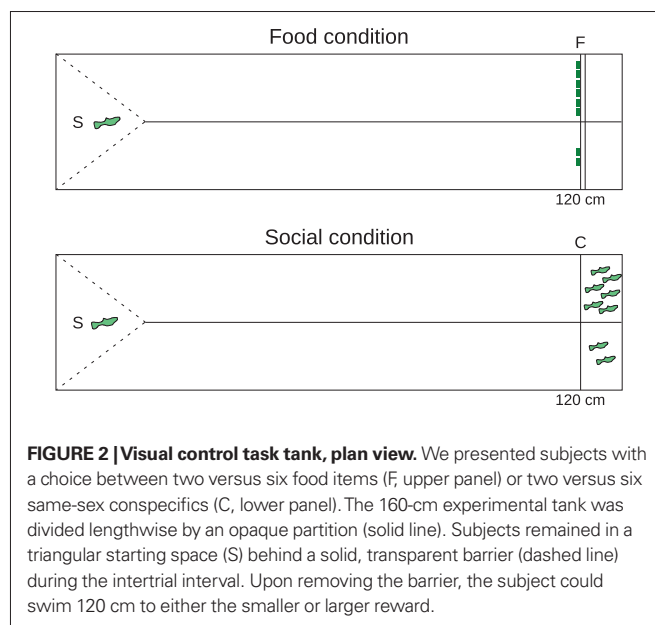 Food condition
F
S
120 cm
Social condition
C
S
120 cm
FIGURE 2 | Visual control task tank, plan view. We presented subjects with
a choice between two versus six food items (F, upper panel) or two versus six
same-sex conspecifics (C, lower panel). The 160-cm experimental tank was
divided lengthwise by an opaque partition (solid line). Subjects remained in a
triangular starting space (S) behind a solid, transparent barrier (dashed line)
during the intertrial interval. Upon removing the barrier, the subject could
swim 120 cm to either the smaller or larger reward.